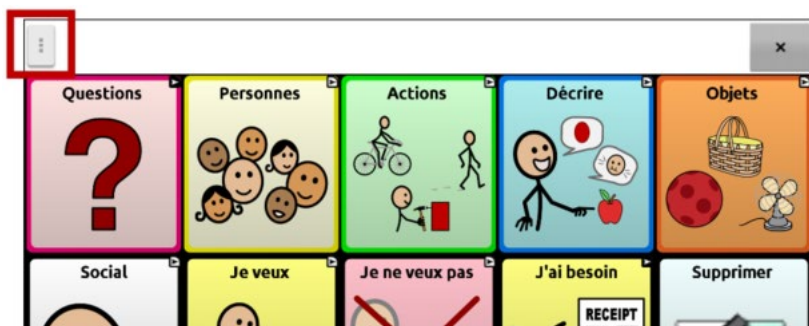 Questions
Personnes
Actions
Décrire
Objets
Social
Je veux
Je ne veux pas
J'ai besoin
Supprimer
RECEIPT